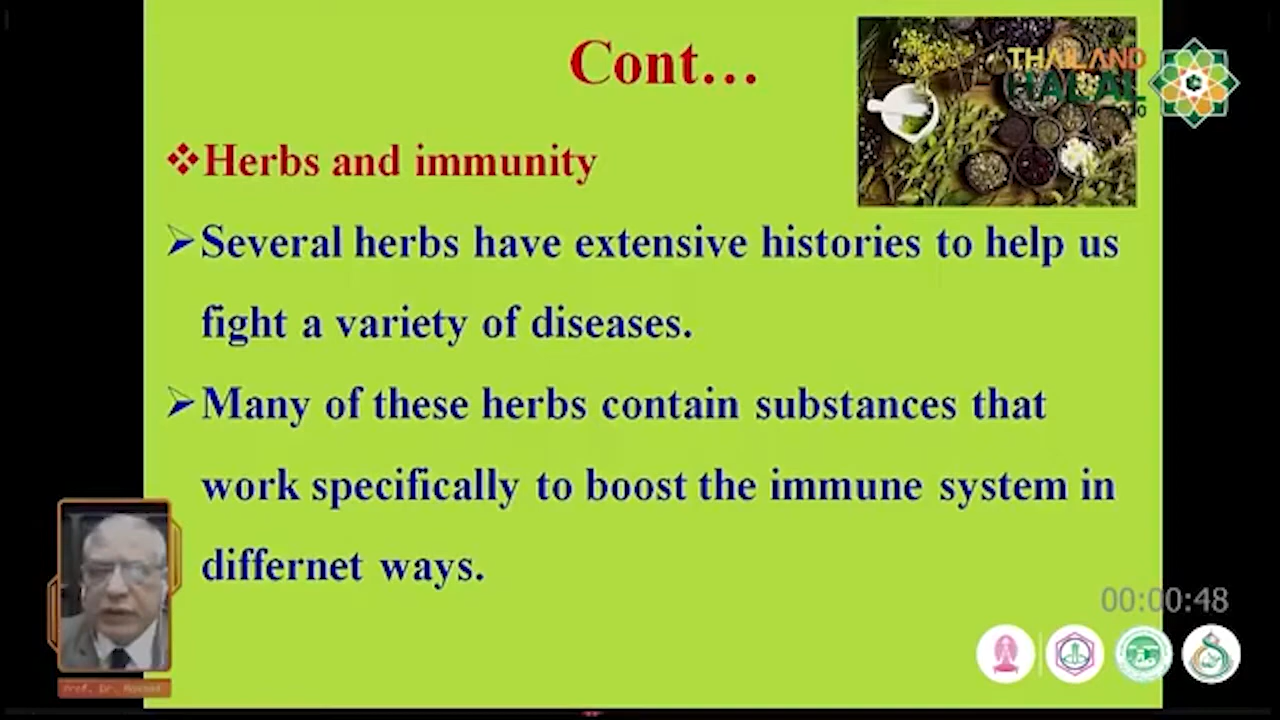 Cont...
THAILAND
HALAL
❖Herbs and immunity
➢Several herbs have extensive histories to help us
fight a variety of diseases.
➢Many of these herbs contain substances that
work specifically to boost the immune system in
differnet ways.
00:00:48
Prof. Dr.